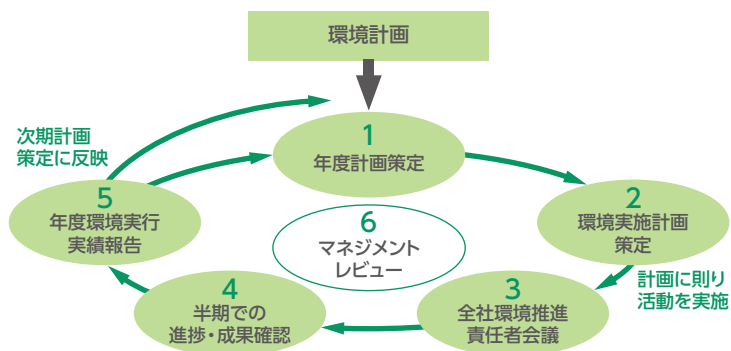 環境計画
1
年度計画策定
次期計画
策定に反映
2
環境実施計画
策定
計画に則り
活動を実施
3
全社環境推進
責任者会議
4
半期での
進捗・成果確認
5
年度環境実行
実績報告
6
マネジメント
レビュー